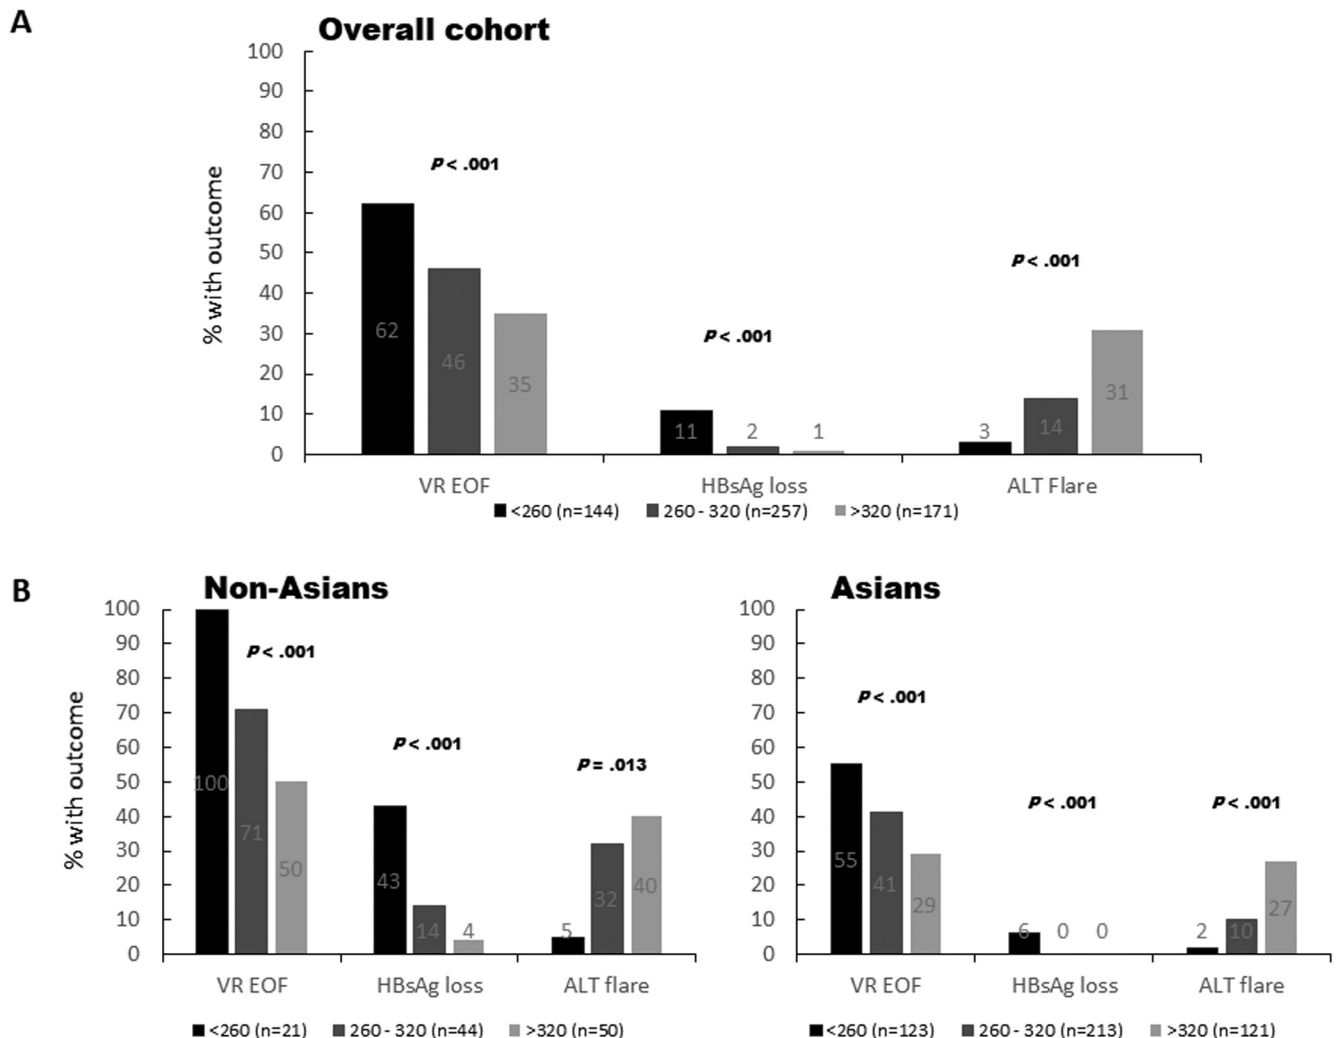 A
Overall cohort
% with outcome
100
90
80
70
60
50
40
30
20
10
0
P < .001
P < .001
P < .001
62
46
35
11
2
1
3
14
31
VR EOF
HBsAg loss
ALT Flare
<260 (n=144)
260 - 320 (n=257)
>320 (n=171)
B
Non-Asians
% with outcome
100
90
80
70
60
50
40
30
20
10
0
P < .001
P < .001
P = .013
100
71
50
43
14
4
5
32
40
VR EOF
HBsAg loss
ALT flare
<260 (n=21)
260 - 320 (n=44)
>320 (n=50)
Asians
100
90
80
70
60
50
40
30
20
10
0
P < .001
P < .001
P < .001
55
41
29
6
0
0
2
10
27
VR EOF
HBsAg loss
ALT flare
<260 (n=123)
260 - 320 (n=213)
>320 (n=121)